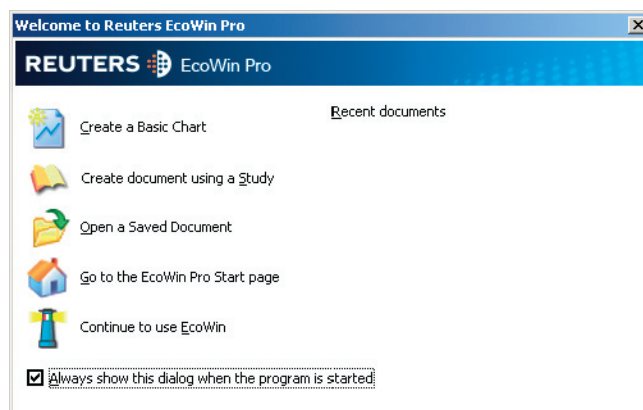 Welcome to Reuters EcoWin Pro
REUTERS EcoWin Pro
Create a Basic Chart
Recent documents
Create document using a Study
Open a Saved Document
Go to the EcoWin Pro Start page
Continue to use EcoWin
Always show this dialog when the program is started